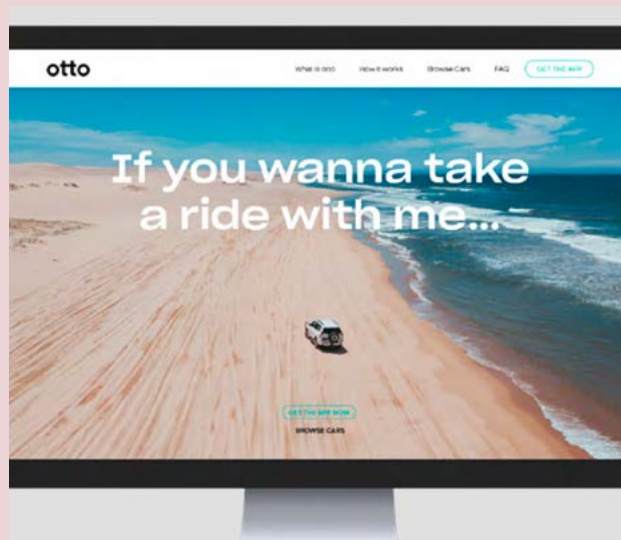 otto
What is otto How it works Browse Cars FAQ GET THE APP
If you wanna take
a ride with me...
GET THE APP NOW
BROWSE CARS